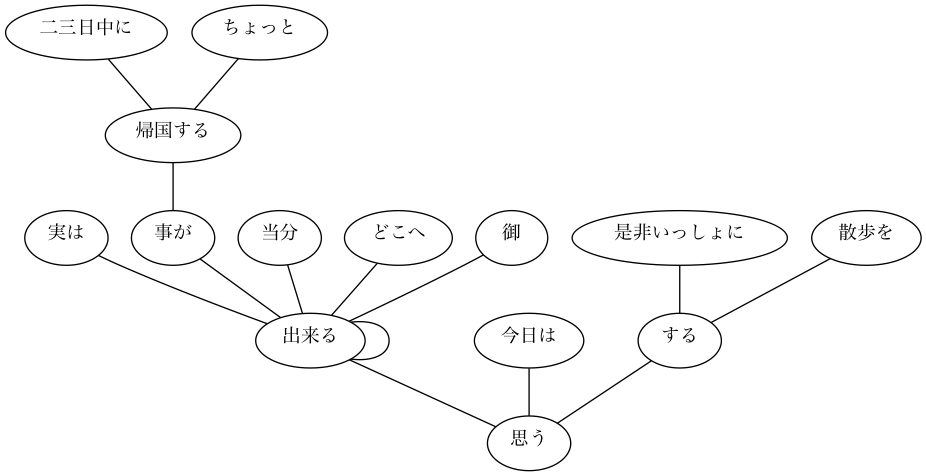 二三日中に
ちょっと
帰国する
実は
事が
当分
どこへ
御
是非いっしょに
散歩を
出来る
今日は
する
思う